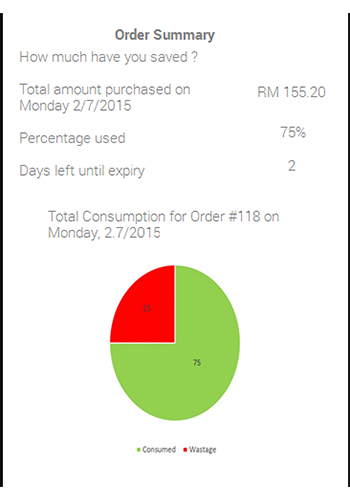 Order Summary
How much have you saved ?
Total amount purchased on
Monday 2/7/2015
RM 155.20
Percentage used
75%
Days left until expiry
2
Total Consumption for Order #118 on
Monday, 2.7/2015
25
75
Consumed
Wastage